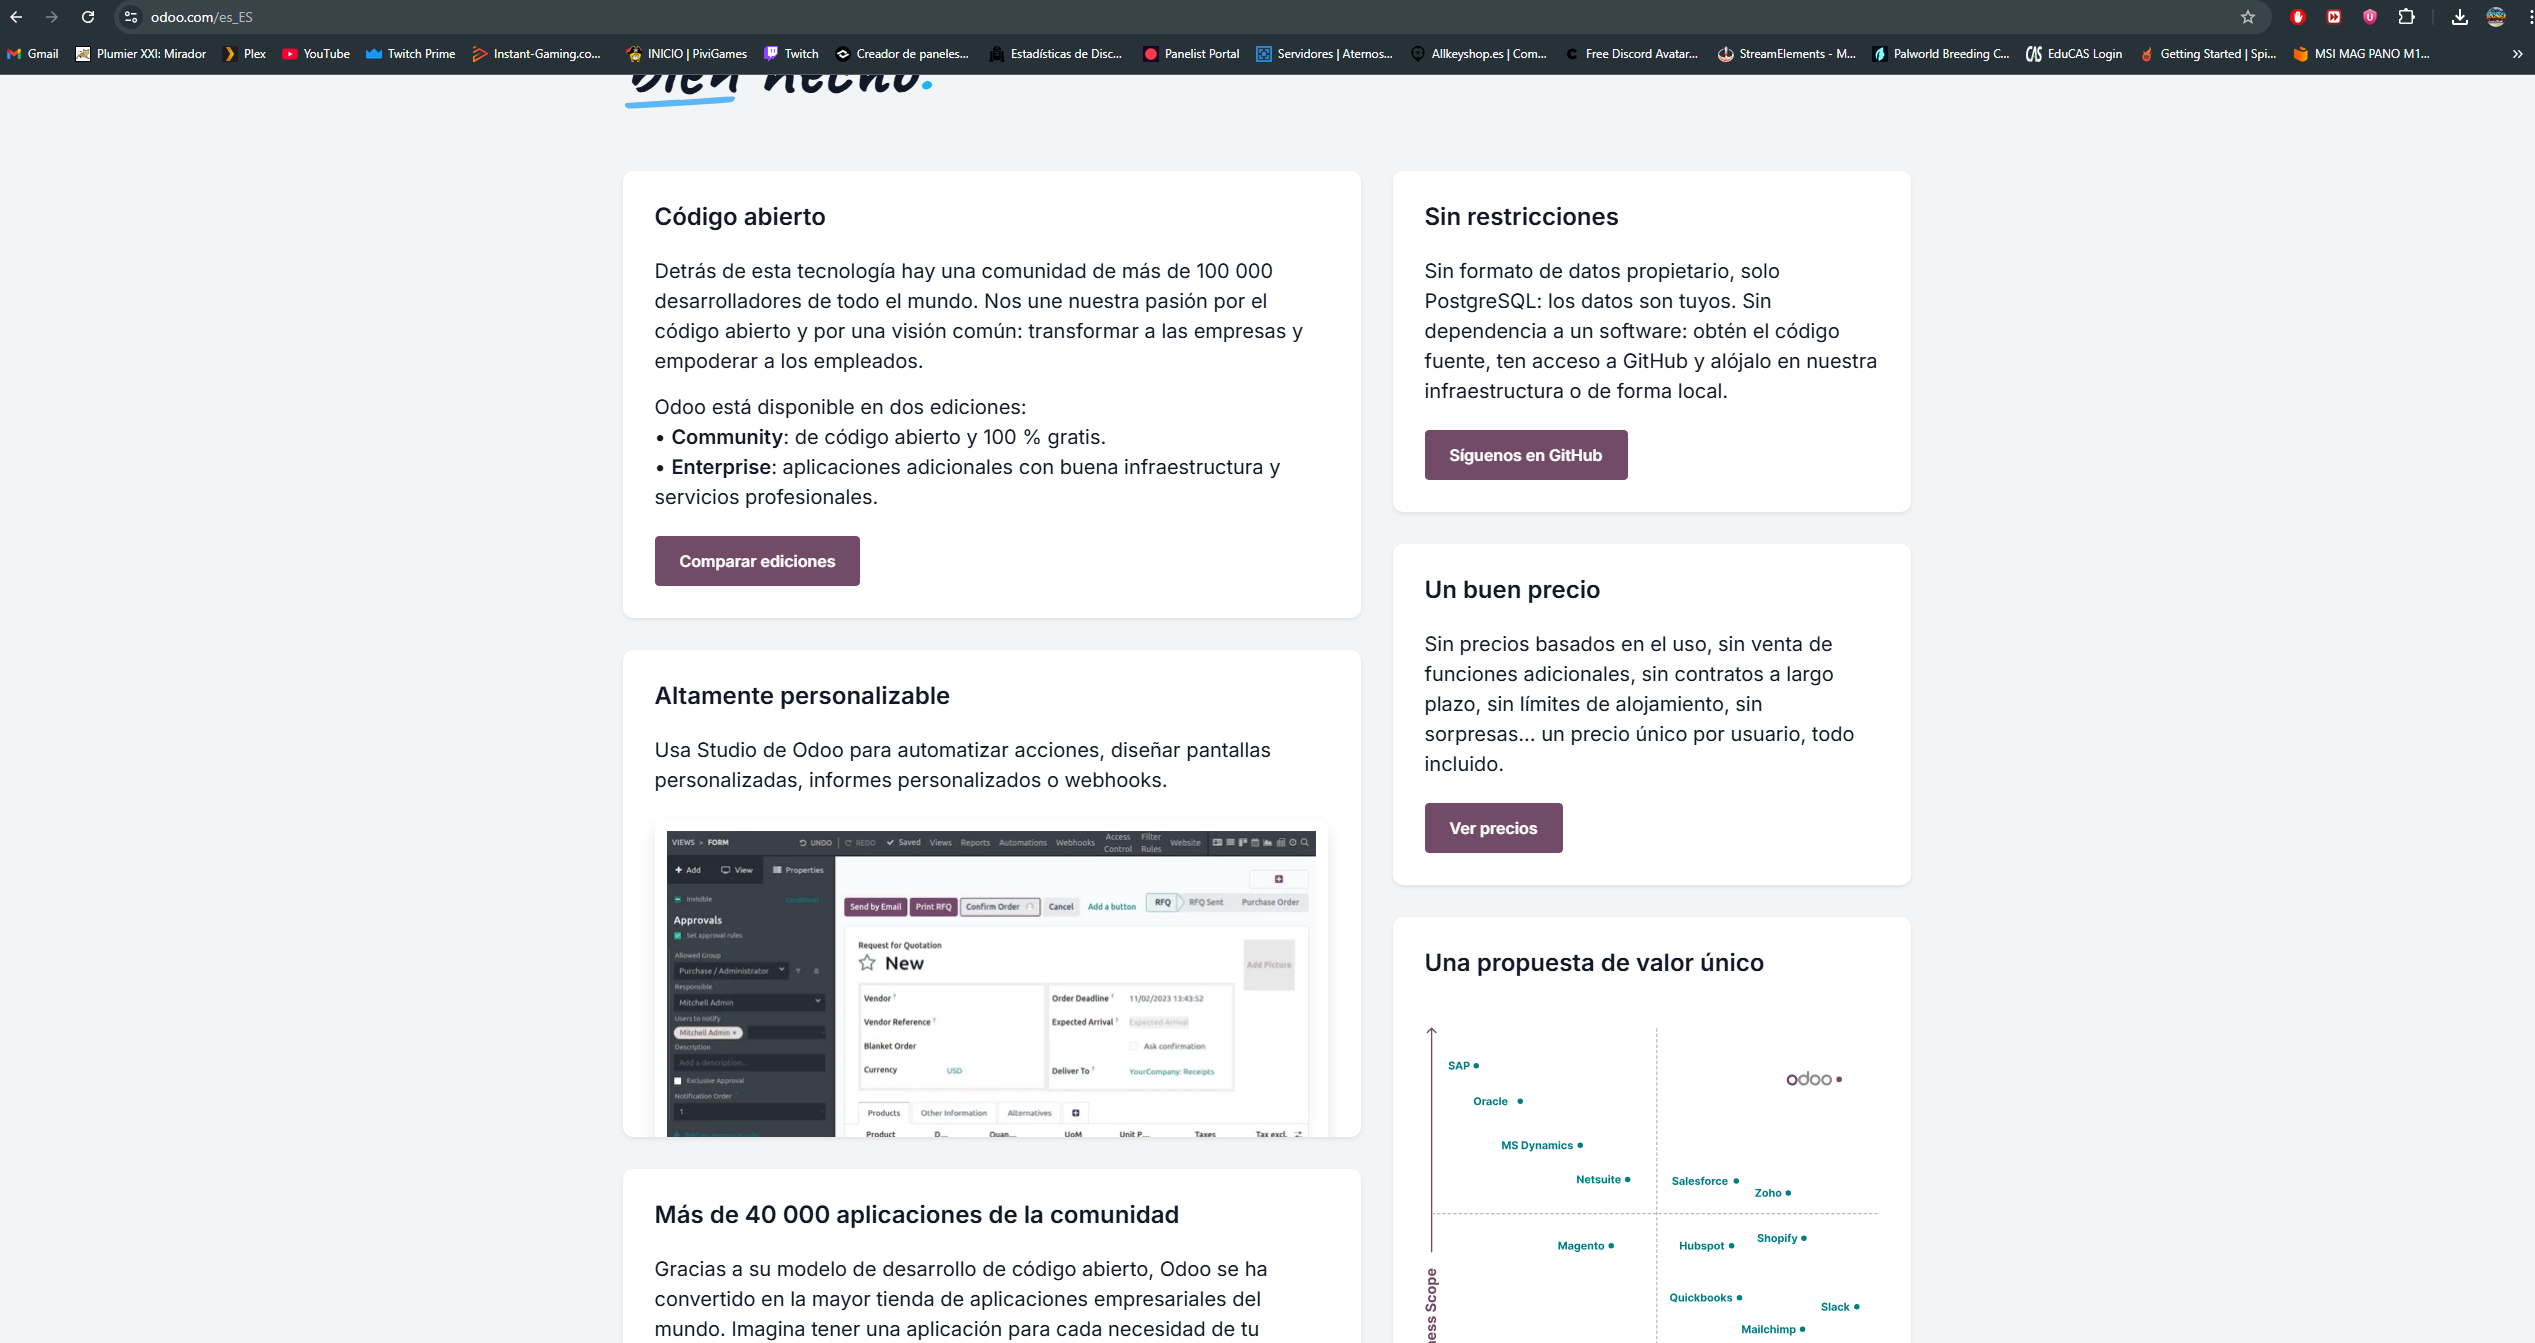 odoo.com/es_ES
Gmail
Plumier XXI: Mirador
Plex
YouTube
Twitch Prime
Instant-Gaming.co...
INICIO | PiviGames
Twitch
Creador de paneles...
Estadísticas de Disc...
Panelist Portal
Servidores | Aternos...
Allkeyshop.es | Com...
Free Discord Avatar...
StreamElements - M...
Palworld Breeding C...
EduCAS Login
Getting Started | Spi...
MSI MAG PANO M1...
bien hecho.
Código abierto
Detrás de esta tecnología hay una comunidad de más de 100 000
desarrolladores de todo el mundo. Nos une nuestra pasión por el
código abierto y por una visión común: transformar a las empresas y
empoderar a los empleados.
Odoo está disponible en dos ediciones:
• Community: de código abierto y 100 % gratis.
• Enterprise: aplicaciones adicionales con buena infraestructura y
servicios profesionales.
Comparar ediciones
Sin restricciones
Sin formato de datos propietario, solo
PostgreSQL: los datos son tuyos. Sin
dependencia a un software: obtén el código
fuente, ten acceso a GitHub y alójalo en nuestra
infraestructura o de forma local.
Síguenos en GitHub
Un buen precio
Sin precios basados en el uso, sin venta de
funciones adicionales, sin contratos a largo
plazo, sin límites de alojamiento, sin
sorpresas... un precio único por usuario, todo
incluido.
Ver precios
Altamente personalizable
Usa Studio de Odoo para automatizar acciones, diseñar pantallas
personalizadas, informes personalizados o webhooks.
VIEWS > FORM
UNDO
REDO
Saved
Views
Reports
Automations
Webhooks
Access
Control
Filter
Rules
Website
Add
View
Properties
Invisible
Conditional
Approvals
Set approval rules
Allowed Group
Purchase / Administrator
Responsible
Mitchell Admin
Users to notify
Mitchell Admin ×
Description
Add a description...
Exclusive Approval
Notification Order
1
Send by Email
Print RFQ
Confirm Order
Cancel
Add a button
RFQ
RFQ Sent
Purchase Order
Request for Quotation
New
Add Picture
Vendor ?
Vendor Reference ?
Blanket Order
Currency
USD
Order Deadline ?
11/02/2023 13:43:52
Expected Arrival ?
Expected Arrival
Ask confirmation
Deliver To ?
YourCompany: Receipts
Products
Other Information
Alternatives
Product
D...
Quan...
UoM
Unit P...
Taxes
Tax excl.
Una propuesta de valor único
SAP
odoo
Oracle
MS Dynamics
Netsuite
Salesforce
Zoho
Magento
Hubspot
Shopify
Quickbooks
Slack
Mailchimp
ness Scope
Más de 40 000 aplicaciones de la comunidad
Gracias a su modelo de desarrollo de código abierto, Odoo se ha
convertido en la mayor tienda de aplicaciones empresariales del
mundo. Imagina tener una aplicación para cada necesidad de tu